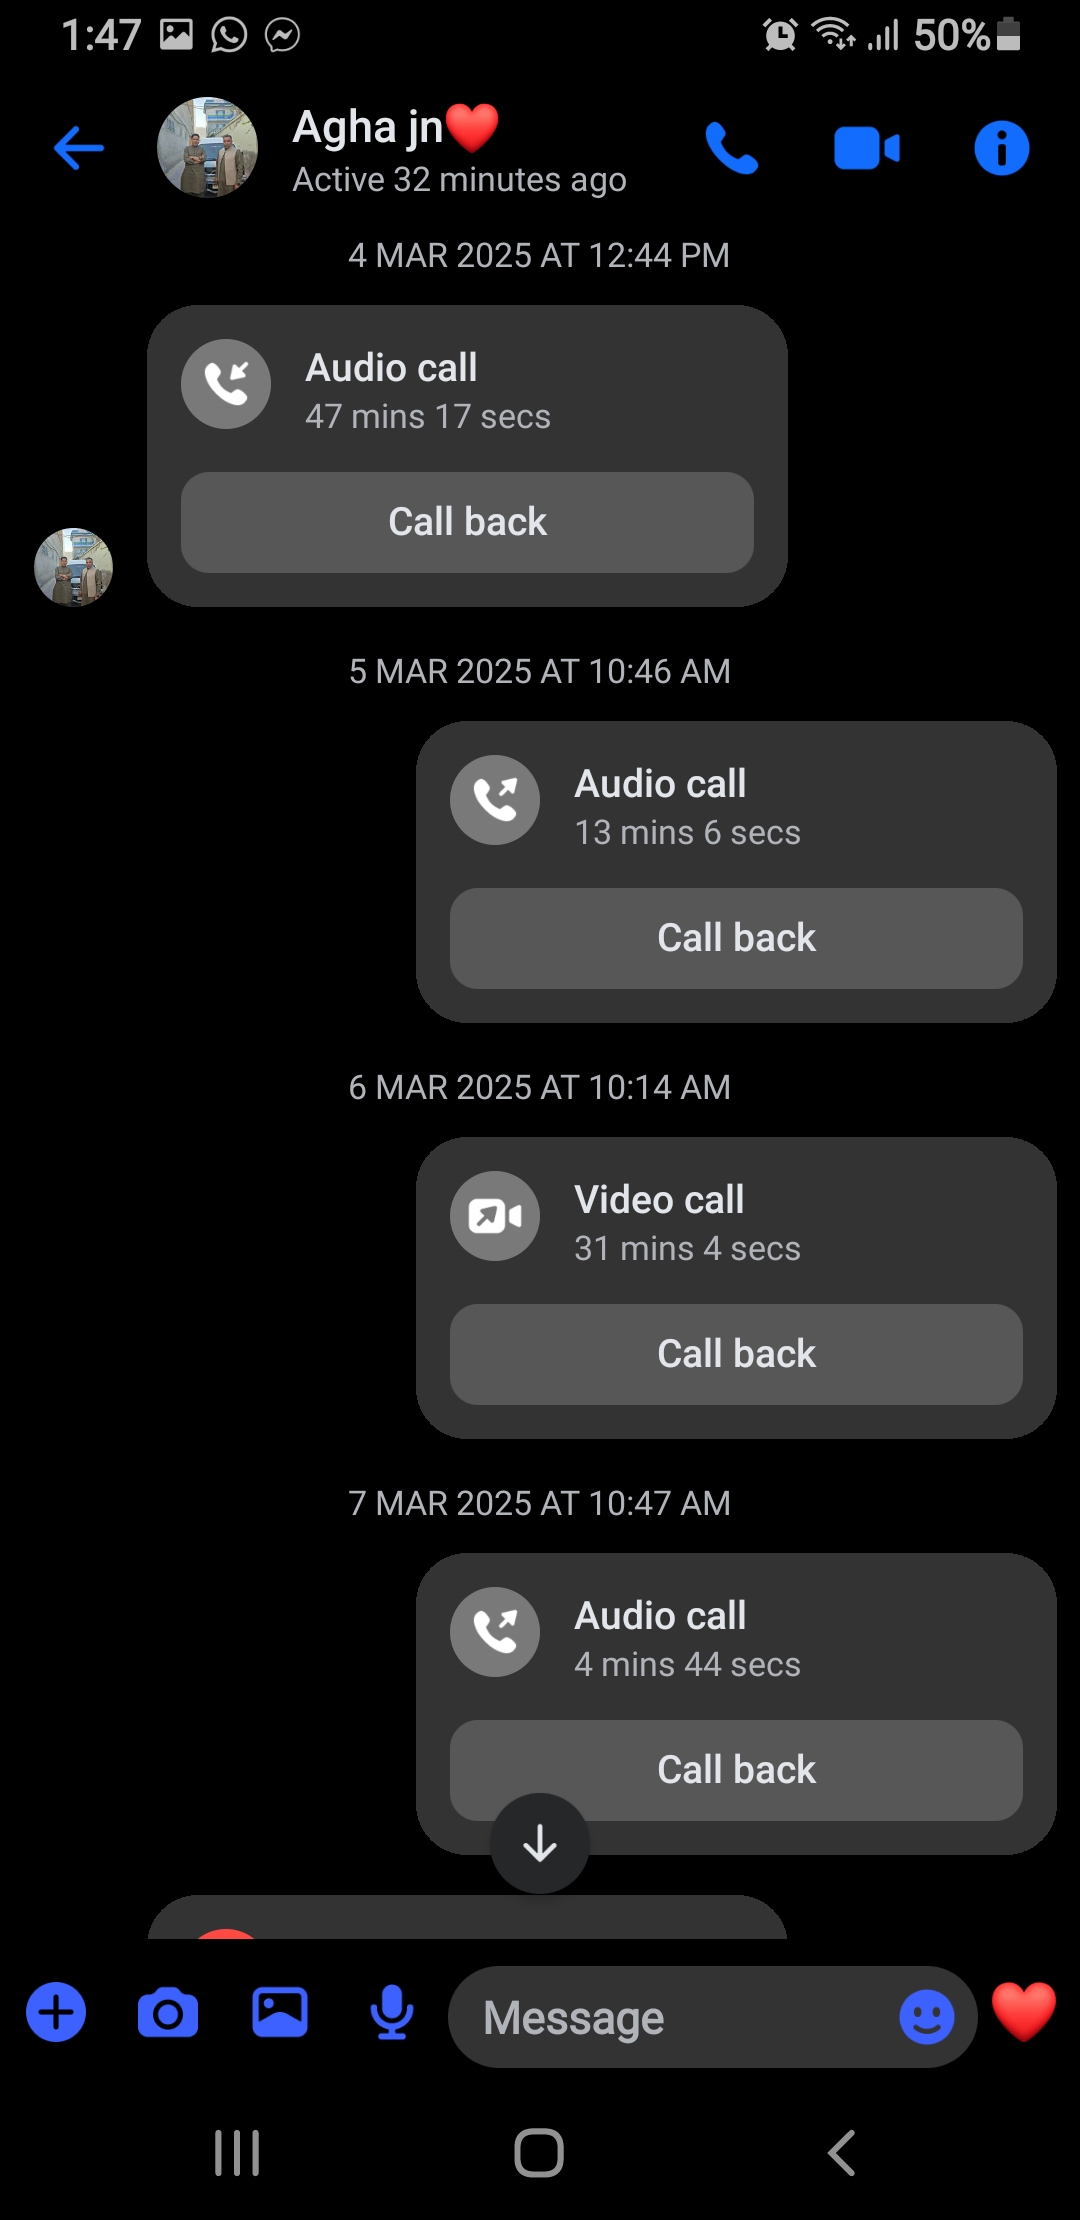 1:47 50%
Agha jn❤️
Active 32 minutes ago
4 MAR 2025 AT 12:44 PM
Audio call
47 mins 17 secs
Call back
5 MAR 2025 AT 10:46 AM
Audio call
13 mins 6 secs
Call back
6 MAR 2025 AT 10:14 AM
Video call
31 mins 4 secs
Call back
7 MAR 2025 AT 10:47 AM
Audio call
4 mins 44 secs
Call back
Message